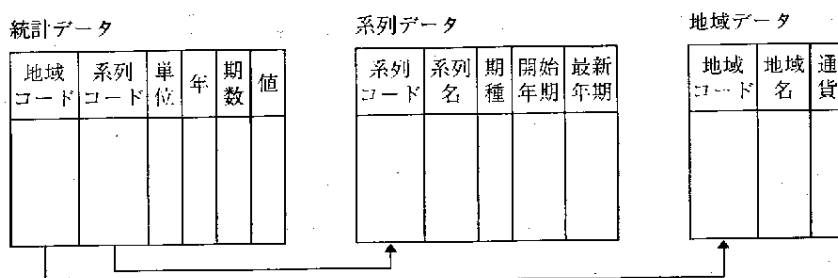 統計データ
地域コード 系列コード 単位 年 期数 値
系列データ
系列コード 系列名 期種 開始年期 最新年期
地域データ
地域コード 地域名 通貨